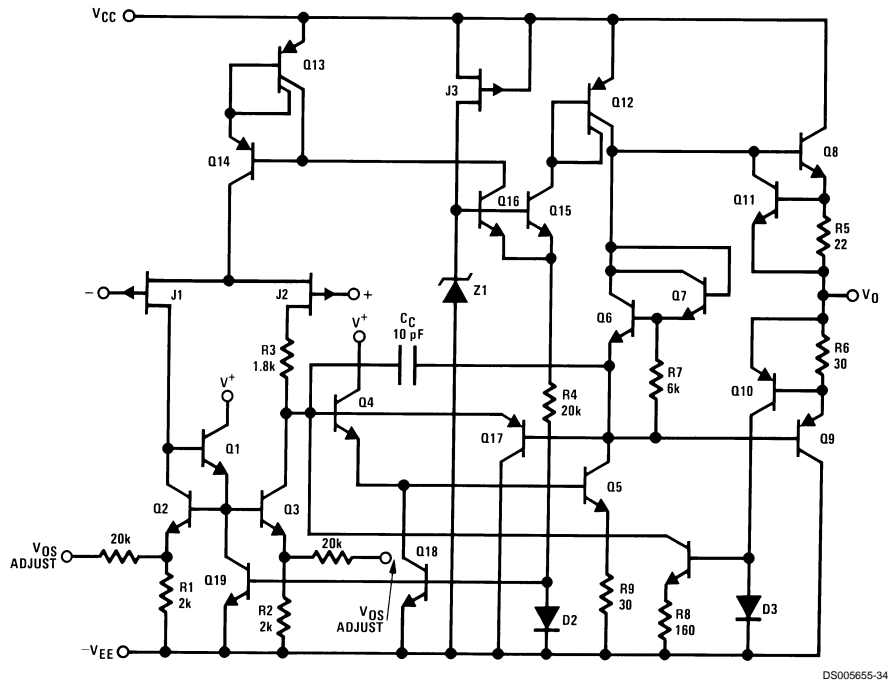 VCC
Q13
J3
Q12
Q14
Q8
Q16
Q15
Q11
R5
22
–
J1
J2
+
Z1
Q7
VO
V+
CC
10 pF
Q6
R3
1.8k
R6
30
V+
Q4
R4
20k
R7
6k
Q10
Q1
Q17
Q9
Q2
Q3
Q5
20k
20k
Q18
VOS
ADJUST
Q19
R1
2k
R2
2k
VOS
ADJUST
D2
R9
30
R8
160
D3
–VEE
DS005655-34